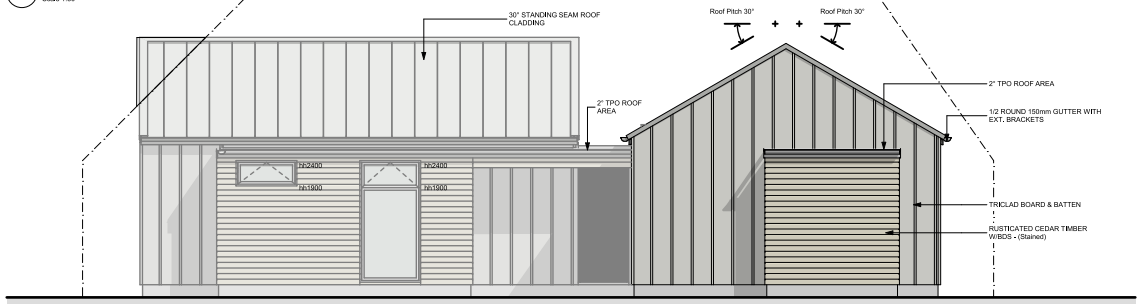 30° STANDING SEAM ROOF
CLADDING
Roof Pitch 30°
Roof Pitch 30°
2° TPO ROOF
AREA
2° TPO ROOF AREA
1/2 ROUND 150mm GUTTER WITH
EXT. BRACKETS
hh2400
hh2400
hh1900
hh1900
TRICLAD BOARD & BATTEN
RUSTICATED CEDAR TIMBER
W/BDS - (Stained)